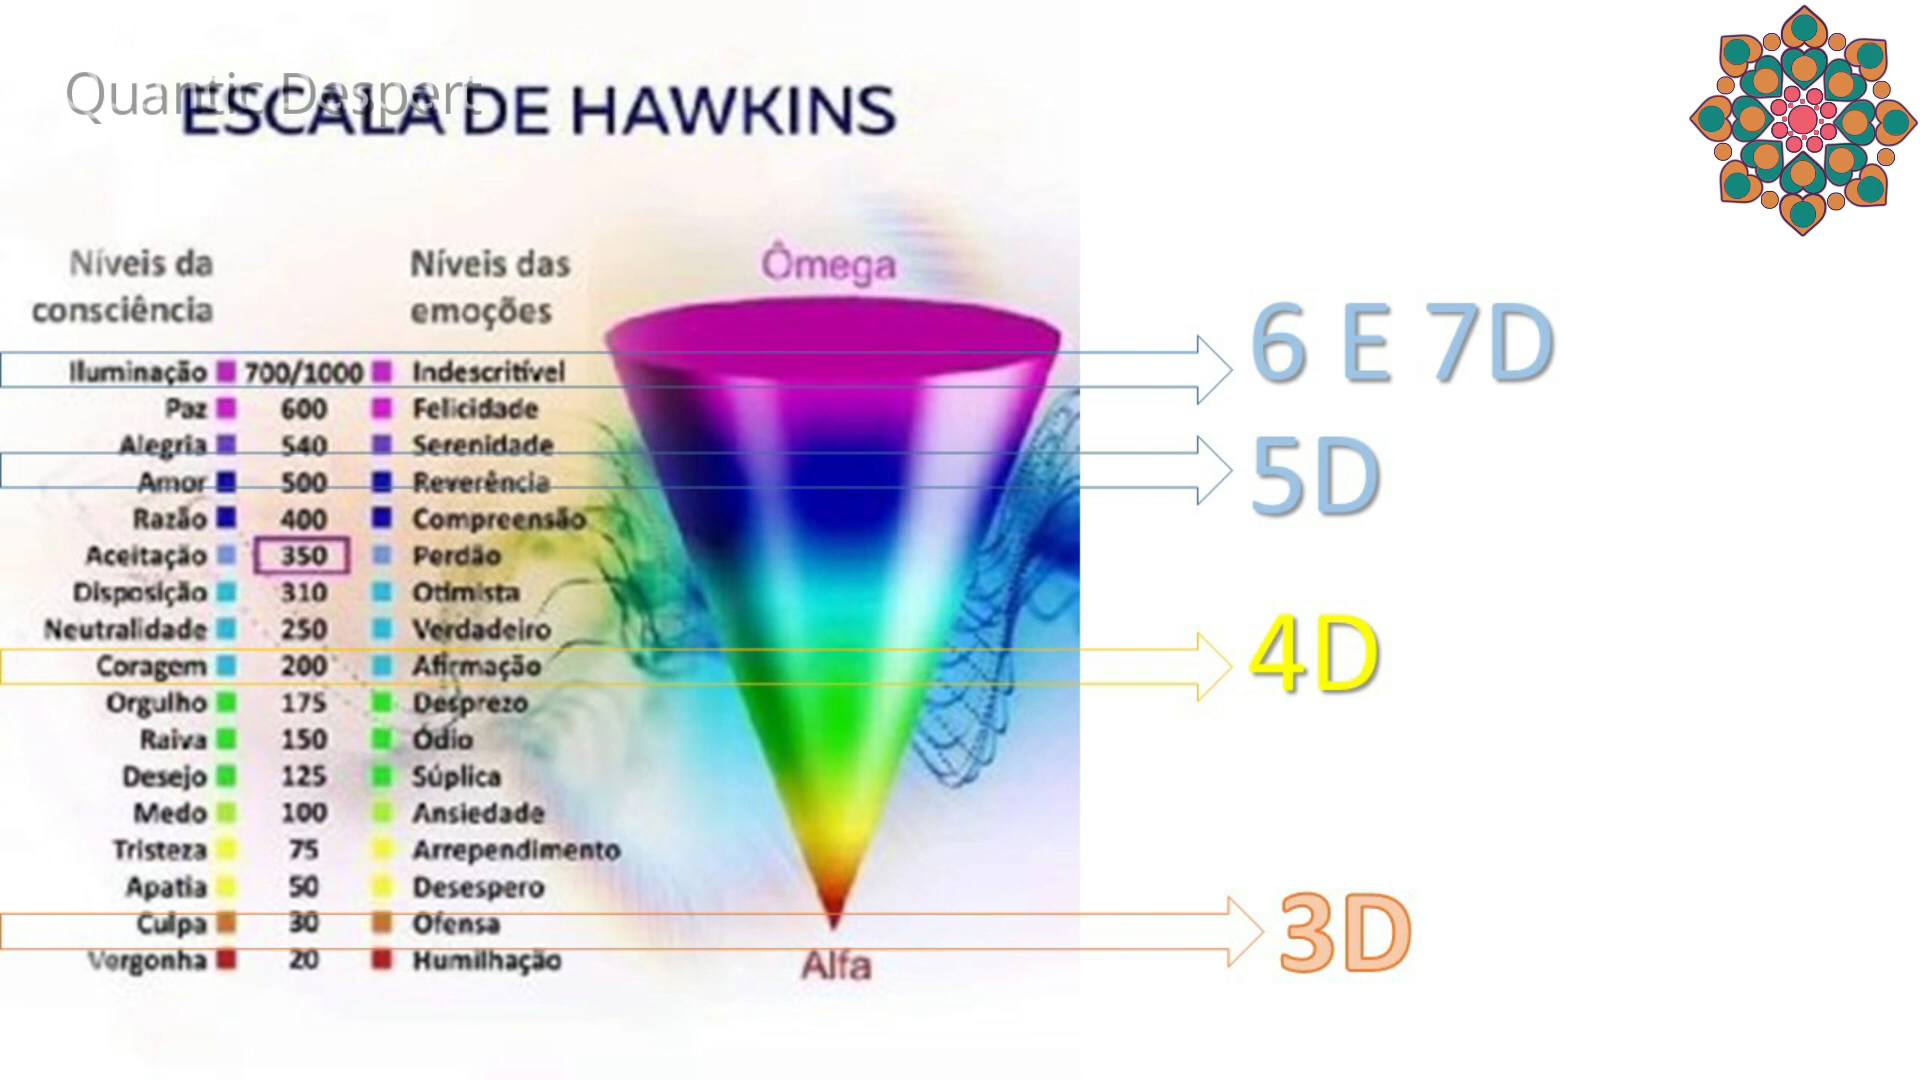 Quantic Despert
ESCALA DE HAWKINS
Níveis da consciência
Níveis das emoções
Ômega
Iluminação 700/1000 Indescritível
Paz 600 Felicidade
Alegria 540 Serenidade
Amor 500 Reverência
Razão 400 Compreensão
Aceitação 350 Perdão
Disposição 310 Otimista
Neutralidade 250 Verdadeiro
Coragem 200 Afirmação
Orgulho 175 Desprezo
Raiva 150 Ódio
Desejo 125 Súplica
Medo 100 Ansiedade
Tristeza 75 Arrependimento
Apatia 50 Desespero
Culpa 30 Ofensa
Vergonha 20 Humilhação
Alfa
6 E 7D
5D
4D
3D